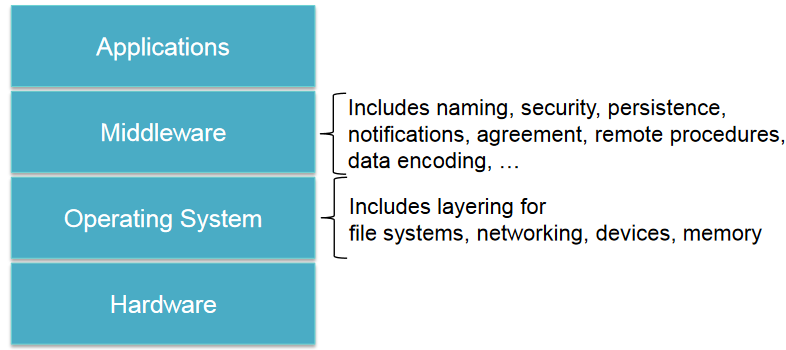 Applications
Middleware
Includes naming, security, persistence,
notifications, agreement, remote procedures,
data encoding, …
Operating System
Includes layering for
file systems, networking, devices, memory
Hardware